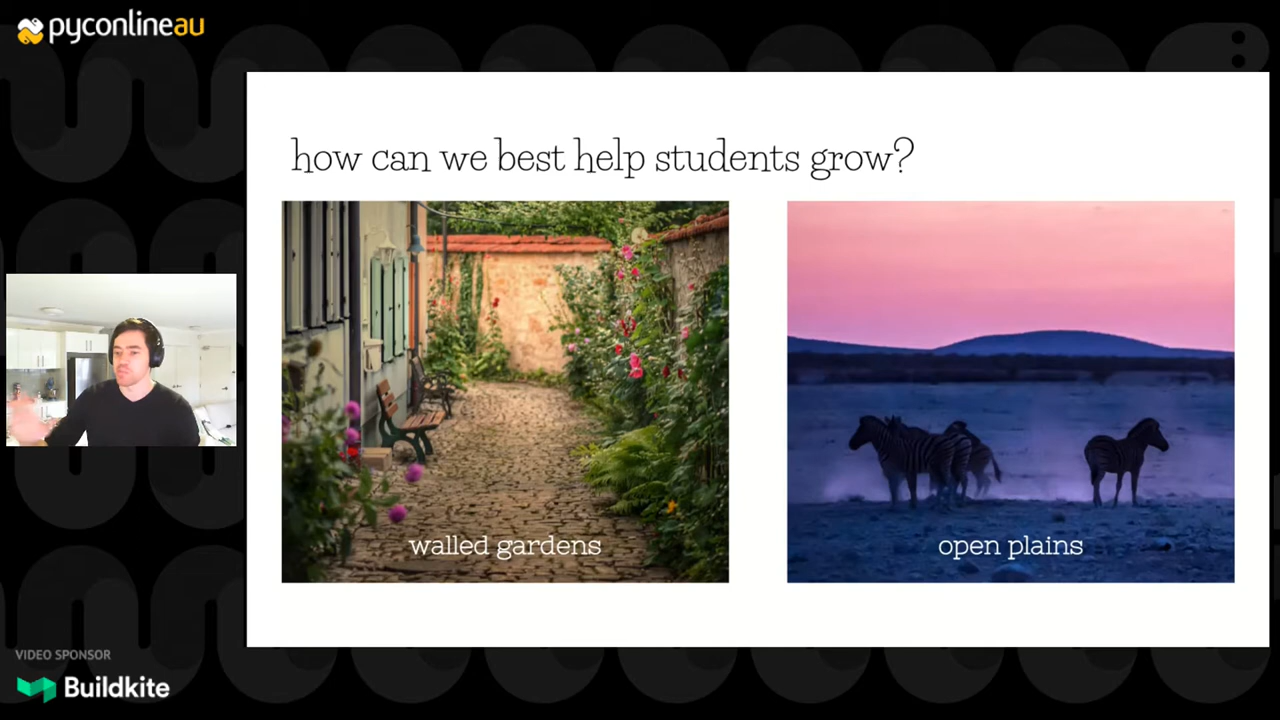 pyconlineau
how can we best help students grow?
walled gardens
open plains
VIDEO SPONSOR
Buildkite